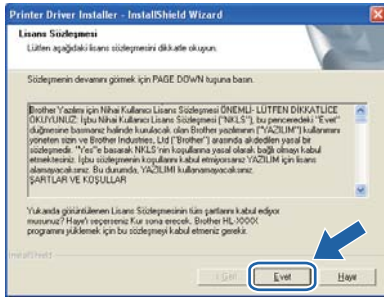 Printer Driver Installer - InstallShield Wizard
Lisans Sözleşmesi
Lütfen aşağıdaki lisans sözleşmesini dikkatle okuyun.
Sözleşmenin devamını görmek için PAGE DOWN tuşuna basın.
Brother Yazılımı için Nihai Kullanıcı Lisans Sözleşmesi ÖNEMLİ- LÜTFEN DİKKATLİCE
OKUYUNUZ: İşbu Nihai Kullanıcı Lisans Sözleşmesi ("NKLS"), bu penceredeki "Evet"
düğmesine basmanız halinde kurulacak olan Brother yazılımının ("YAZILIM") kullanımını
yöneten sizin ve Brother Industries, Ltd ("Brother") arasında akdedilen yasal bir
sözleşmedir. "Yes"e basarak NKLS'nin koşullarına yasal olarak bağlı olmayı kabul
etmektesiniz. İşbu sözleşmenin koşullarını kabul etmiyorsanız YAZILIM için lisans
alamayacaksınız. Bu durumda, YAZILIMI kullanamayacaksınız.
ŞARTLAR VE KOŞULLAR
Yukarıda görüntülenen Lisans Sözleşmesinin tüm şartlarını kabul ediyor
musunuz? Hayır'ı seçerseniz Kur sona erecek. Brother HL-XXXX
programını yüklemek için bu sözleşmeyi kabul etmeniz gerekir.
InstallShield
< Geri Evet Hayır